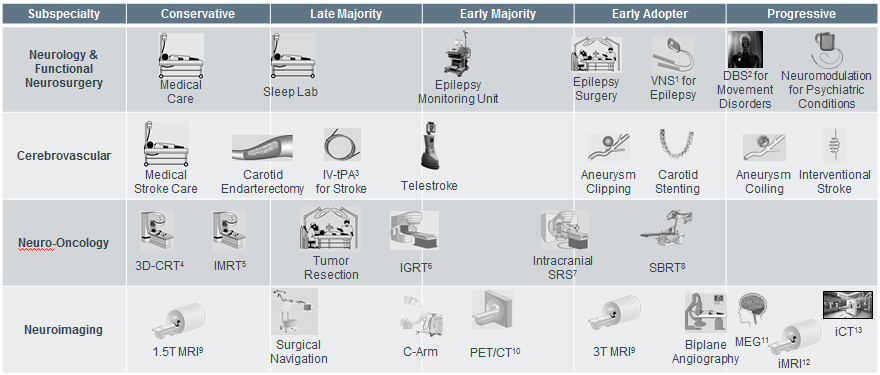 Subspecialty Conservative Late Majority Early Majority Early Adopter Progressive
Neurology &
Functional
Neurosurgery
Medical
Care
Sleep Lab
Epilepsy
Monitoring Unit
Epilepsy
Surgery
VNS¹ for
Epilepsy
DBS² for
Movement
Disorders
Neuromodulation
for Psychiatric
Conditions
Cerebrovascular
Medical
Stroke Care
Carotid
Endarterectomy
IV-tPA³
for Stroke
Telestroke
Aneurysm
Clipping
Carotid
Stenting
Aneurysm
Coiling
Interventional
Stroke
Neuro-Oncology
3D-CRT⁴
IMRT⁵
Tumor
Resection
IGRT⁶
Intracranial
SRS⁷
SBRT⁸
Neuroimaging
1.5T MRI⁹
Surgical
Navigation
C-Arm
PET/CT¹⁰
3T MRI⁹
Biplane
Angiography
MEG¹¹
iMRI¹²
iCT¹³